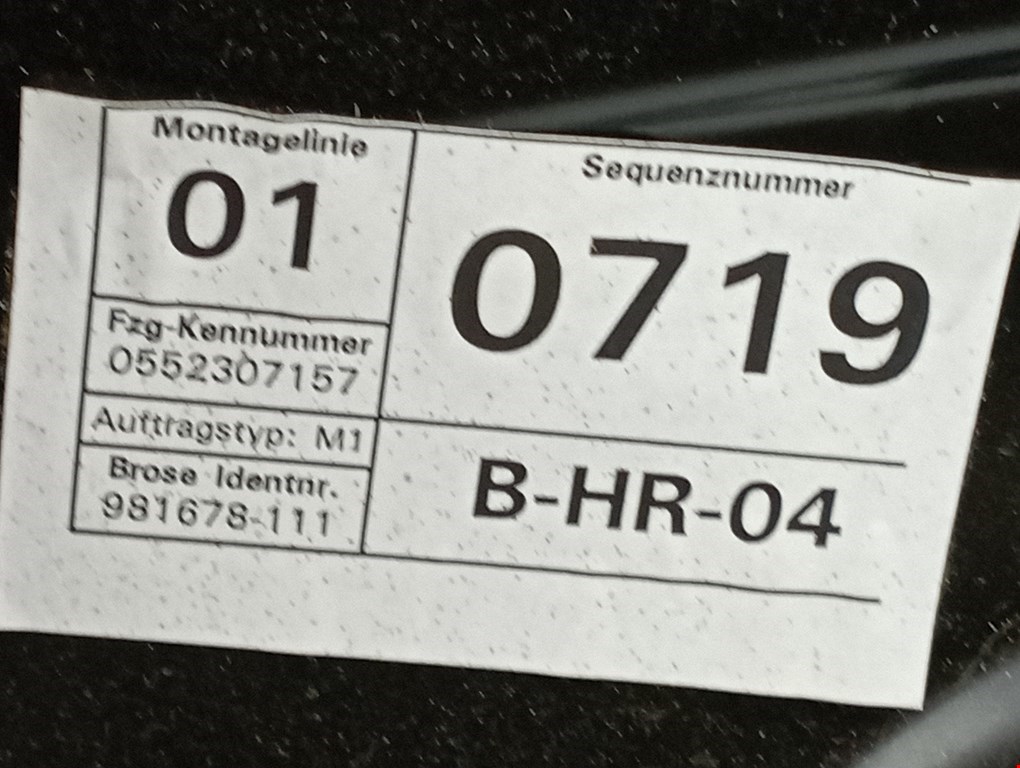 Montagelinie
01
Sequenznummer
0719
Fzg-Kennummer
0552307157
Auftragstyp: M1
Brose Identnr.
981678-111
B-HR-04